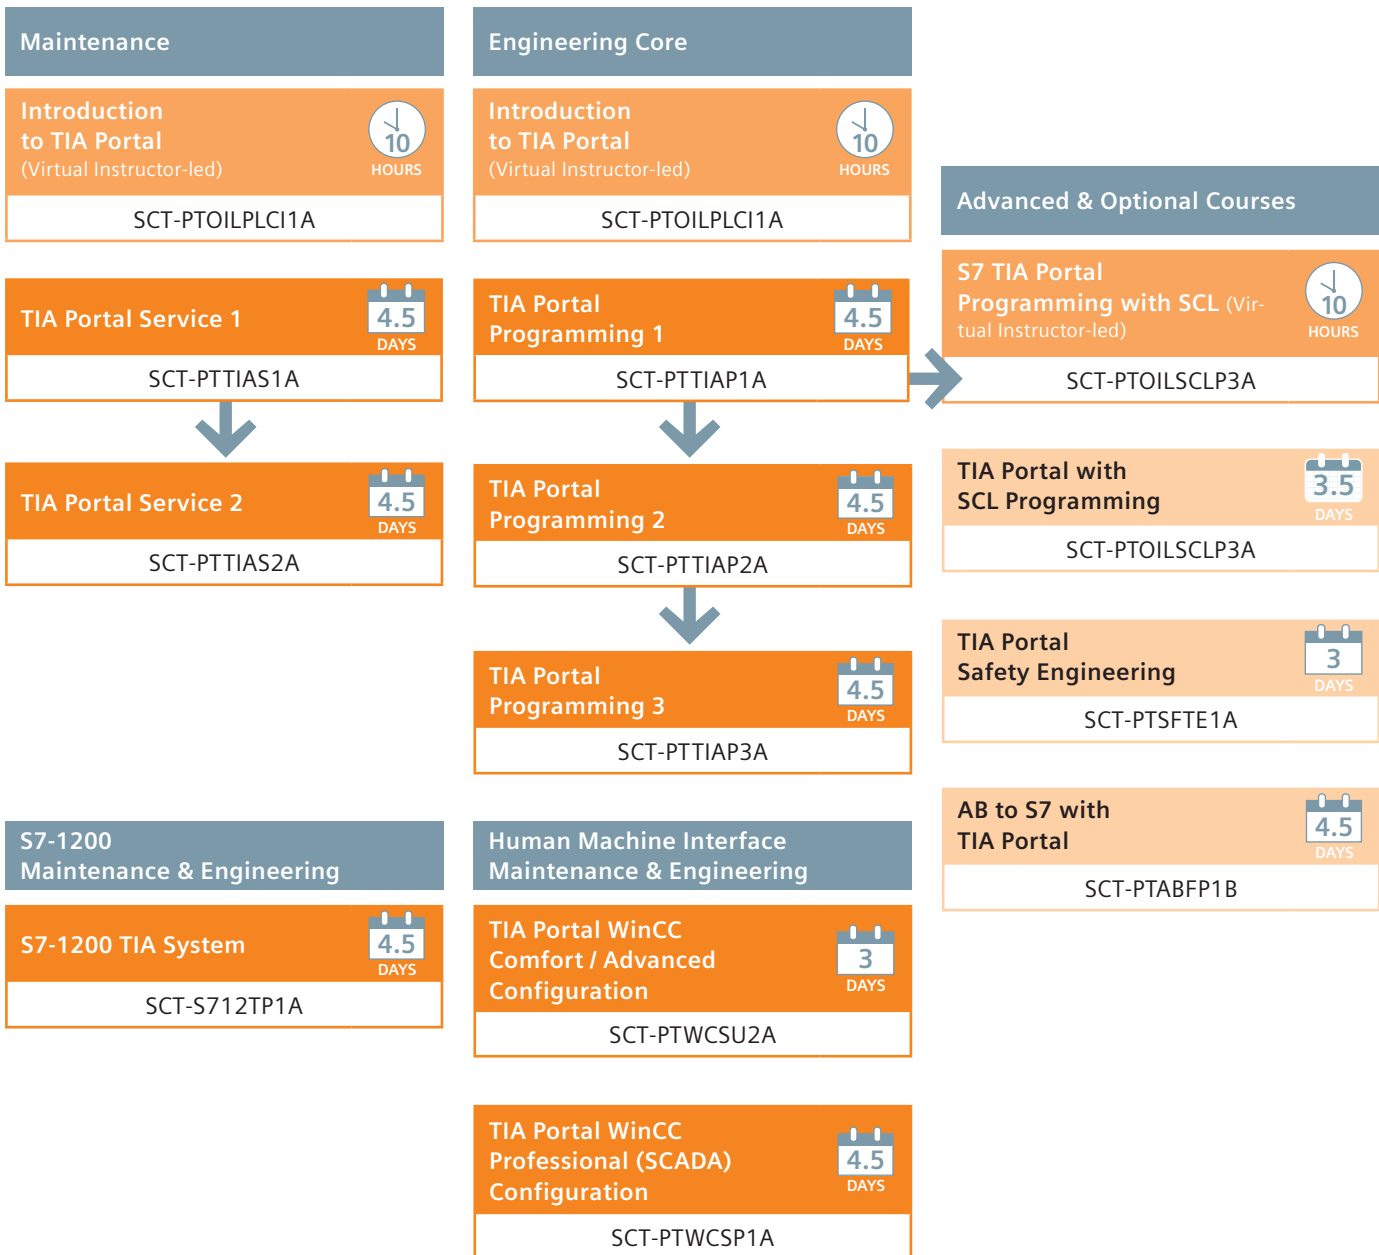 Maintenance
Introduction
to TIA Portal
(Virtual Instructor-led)
10
HOURS
SCT-PTOILPLCI1A
TIA Portal Service 1
4.5
DAYS
SCT-PTTIAS1A
TIA Portal Service 2
4.5
DAYS
SCT-PTTIAS2A
S7-1200
Maintenance & Engineering
S7-1200 TIA System
4.5
DAYS
SCT-S712TP1A
Engineering Core
Introduction
to TIA Portal
(Virtual Instructor-led)
10
HOURS
SCT-PTOILPLCI1A
TIA Portal
Programming 1
4.5
DAYS
SCT-PTTIAP1A
TIA Portal
Programming 2
4.5
DAYS
SCT-PTTIAP2A
TIA Portal
Programming 3
4.5
DAYS
SCT-PTTIAP3A
Human Machine Interface
Maintenance & Engineering
TIA Portal WinCC
Comfort / Advanced
Configuration
3
DAYS
SCT-PTWCSU2A
TIA Portal WinCC
Professional (SCADA)
Configuration
4.5
DAYS
SCT-PTWCSP1A
Advanced & Optional Courses
S7 TIA Portal
Programming with SCL (Vir-
tual Instructor-led)
10
HOURS
SCT-PTOILSCLP3A
TIA Portal with
SCL Programming
3.5
DAYS
SCT-PTOILSCLP3A
TIA Portal
Safety Engineering
3
DAYS
SCT-PTSFTE1A
AB to S7 with
TIA Portal
4.5
DAYS
SCT-PTABFP1B